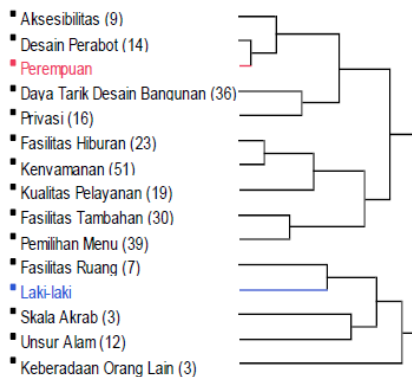 Aksesibilitas (9)
Desain Perabot (14)
Perempuan
Daya Tarik Desain Bangunan (36)
Privasi (16)
Fasilitas Hiburan (23)
Kenyamanan (51)
Kualitas Pelayanan (19)
Fasilitas Tambahan (30)
Pemilihan Menu (39)
Fasilitas Ruang (7)
Laki-laki
Skala Akrab (3)
Unsur Alam (12)
Keberadaan Orang Lain (3)